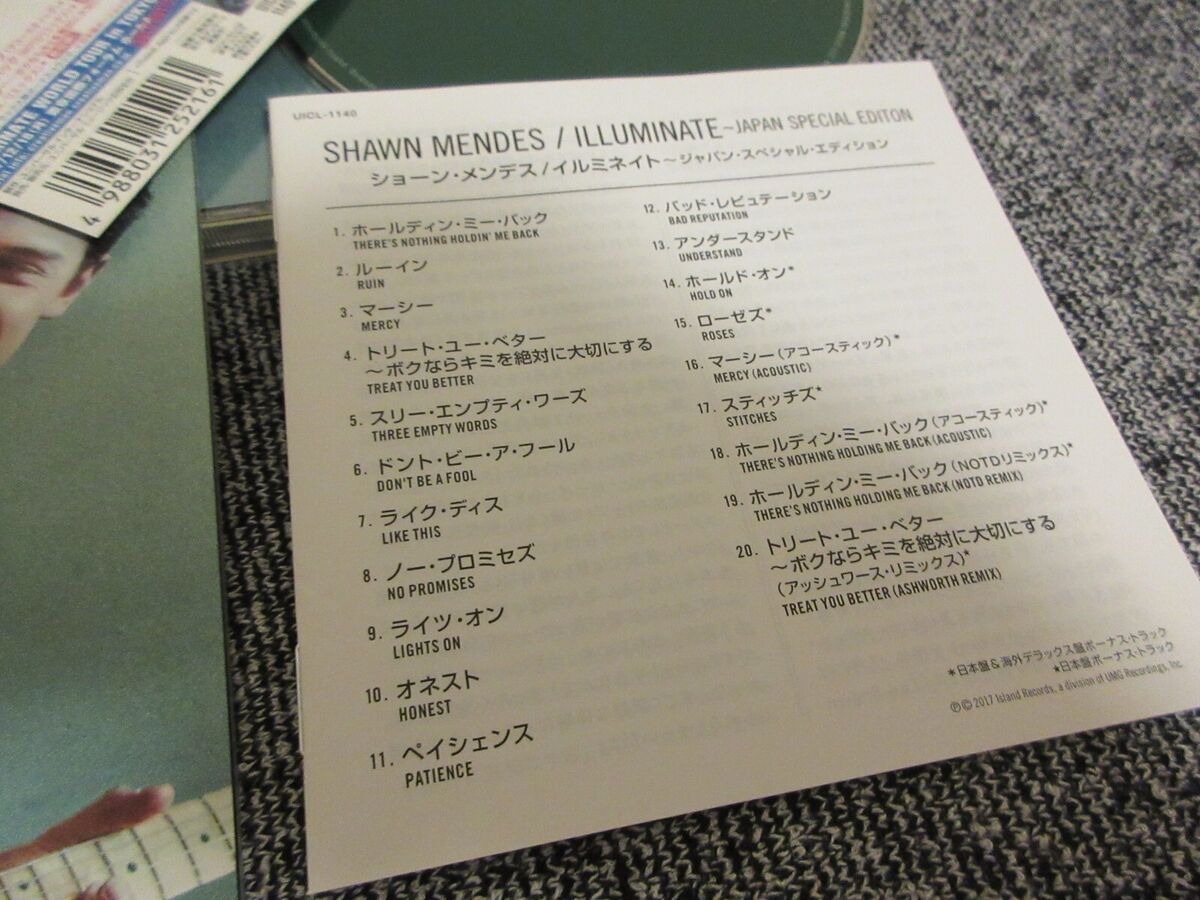 ILLUMINATE WORLD TOUR in TOKYO
4 988031 252161
UICL-1140
SHAWN MENDES / ILLUMINATE~JAPAN SPECIAL EDITON
ショーン・メンデス/イルミネイト~ジャパン・スペシャル・エディション
1. ホールディン・ミー・バック
THERE'S NOTHING HOLDIN' ME BACK
2. ルーイン
RUIN
3. マーシー
MERCY
4. トリート・ユー・ベター
~ボクならキミを絶対に大切にする
TREAT YOU BETTER
5. スリー・エンプティ・ワーズ
THREE EMPTY WORDS
6. ドント・ビー・ア・フール
DON'T BE A FOOL
7. ライク・ディス
LIKE THIS
8. ノー・プロミセズ
NO PROMISES
9. ライツ・オン
LIGHTS ON
10. オネスト
HONEST
11. ペイシェンス
PATIENCE
12. バッド・レピュテーション
BAD REPUTATION
13. アンダースタンド
UNDERSTAND
14. ホールド・オン*
HOLD ON
15. ローゼズ*
ROSES
16. マーシー(アコースティック)*
MERCY (ACOUSTIC)
17. スティッチズ★
STITCHES
18. ホールディン・ミー・バック(アコースティック)★
THERE'S NOTHING HOLDING ME BACK (ACOUSTIC)
19. ホールディン・ミー・バック(NOTDリミックス)★
THERE'S NOTHING HOLDING ME BACK (NOTD REMIX)
20. トリート・ユー・ベター
~ボクならキミを絶対に大切にする
(アッシュワース・リミックス)★
TREAT YOU BETTER (ASHWORTH REMIX)
*日本盤&海外デラックス盤ボーナス・トラック
★日本盤ボーナス・トラック
℗© 2017 Island Records, a division of UMG Recordings, Inc.